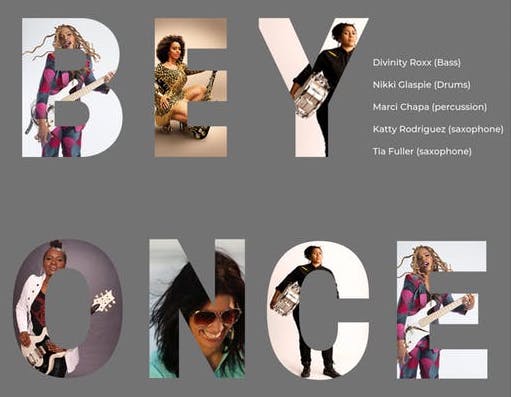 BEY
Divinity Roxx (Bass)
Nikki Glaspie (Drums)
Marci Chapa (percussion)
Katty Rodriguez (saxophone)
Tia Fuller (saxophone)
ONCE